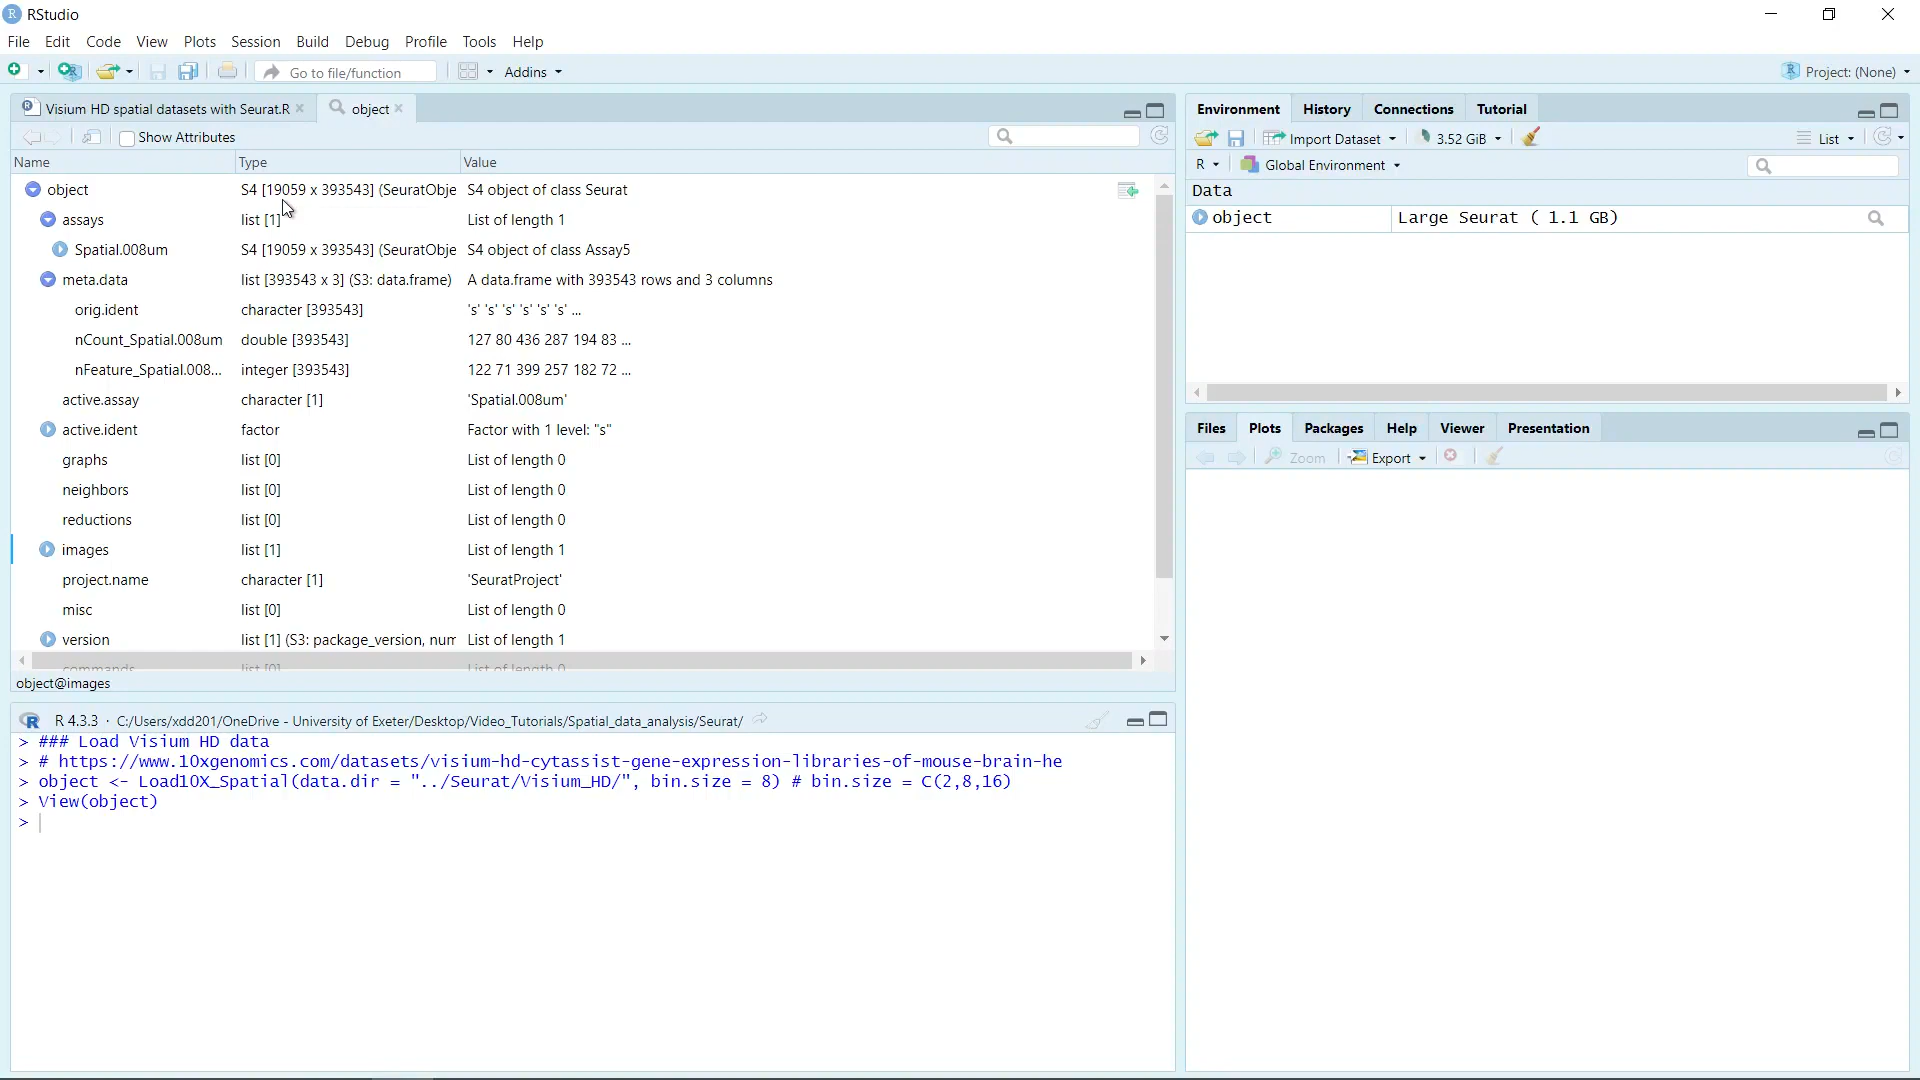 RStudio
File Edit Code View Plots Session Build Debug Profile Tools Help
Go to file/function Addins Project: (None)
Visium HD spatial datasets with Seurat.R object
Show Attributes
Name Type Value
object S4 [19059 x 393543] (SeuratObje S4 object of class Seurat
assays list [1] List of length 1
Spatial.008um S4 [19059 x 393543] (SeuratObje S4 object of class Assay5
meta.data list [393543 x 3] (S3: data.frame) A data.frame with 393543 rows and 3 columns
orig.ident character [393543] 's' 's' 's' 's' 's' 's' ...
nCount_Spatial.008um double [393543] 127 80 436 287 194 83 ...
nFeature_Spatial.008... integer [393543] 122 71 399 257 182 72 ...
active.assay character [1] 'Spatial.008um'
active.ident factor Factor with 1 level: "s"
graphs list [0] List of length 0
neighbors list [0] List of length 0
reductions list [0] List of length 0
images list [1] List of length 1
project.name character [1] 'SeuratProject'
misc list [0] List of length 0
version list [1] (S3: package_version, num List of length 1
commands list [0] List of length 0
object@images
R 4.3.3 · C:/Users/xdd201/OneDrive - University of Exeter/Desktop/Video_Tutorials/Spatial_data_analysis/Seurat/
> ### Load Visium HD data
> # https://www.10xgenomics.com/datasets/visium-hd-cytassist-gene-expression-libraries-of-mouse-brain-he
> object <- Load10X_Spatial(data.dir = "../Seurat/Visium_HD/", bin.size = 8) # bin.size = C(2,8,16)
> View(object)
>
Environment History Connections Tutorial
Import Dataset 3.52 GiB List
R Global Environment
Data
object Large Seurat ( 1.1 GB)
Files Plots Packages Help Viewer Presentation
Zoom Export